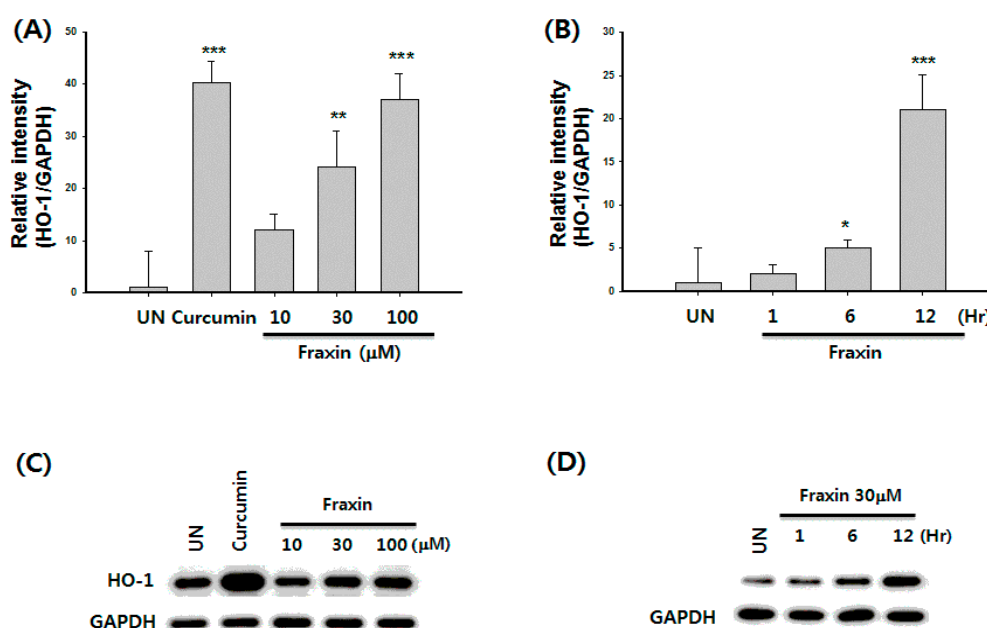 (A)
Relative intensity
(HO-1/GAPDH)
50
40
30
20
10
0
***
**
***
UN Curcumin 10 30 100
Fraxin (μM)
(B)
Relative intensity
(HO-1/GAPDH)
30
25
20
15
10
5
0
*
***
UN 1 6 12 (Hr)
Fraxin
(C)
Fraxin
UN Curcumin 10 30 100 (μM)
HO-1
GAPDH
(D)
Fraxin 30μM
UN 1 6 12 (Hr)
GAPDH